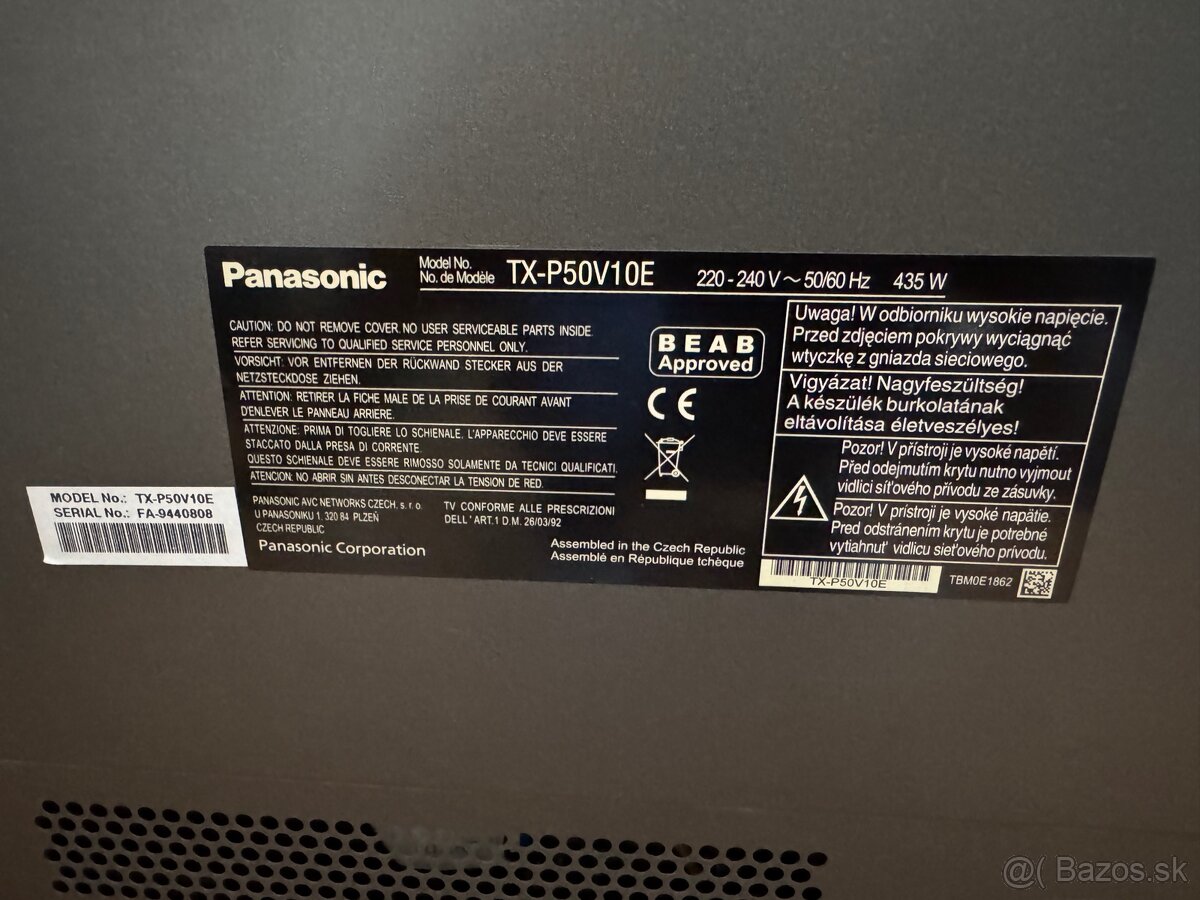 Panasonic
Model No.
No. de Modèle
TX-P50V10E
220 - 240 V ~ 50/60 Hz 435 W
CAUTION: DO NOT REMOVE COVER. NO USER SERVICEABLE PARTS INSIDE.
REFER SERVICING TO QUALIFIED SERVICE PERSONNEL ONLY.
VORSICHT: VOR ENTFERNEN DER RÜCKWAND STECKER AUS DER
NETZSTECKDOSE ZIEHEN.
ATTENTION: RETIRER LA FICHE MALE DE LA PRISE DE COURANT AVANT
D'ENLEVER LE PANNEAU ARRIERE.
ATTENZIONE: PRIMA DI TOGLIERE LO SCHIENALE. L'APPARECCHIO DEVE ESSERE
STACCATO DALLA PRESA DI CORRENTE.
QUESTO SCHIENALE DEVE ESSERE RIMOSSO SOLAMENTE DA TECNICI QUALIFICATI.
ATENCION: NO ABRIR SIN ANTES DESCONECTAR LA TENSION DE RED.
PANASONIC AVC NETWORKS CZECH, s. r. o.
U PANASONIKU 1, 320 84 PLZEŇ
CZECH REPUBLIC
Panasonic Corporation
TV CONFORME ALLE PRESCRIZIONI
DELL' ART.1 D.M. 26/03/92
Assembled in the Czech Republic
Assemblé en République tchèque
BEAB
Approved
CE
Uwaga! W odbiorniku wysokie napięcie.
Przed zdjęciem pokrywy wyciągnąć
wtyczkę z gniazda sieciowego.
Vigyázat! Nagyfeszültség!
A készülék burkolatának
eltávolítása életveszélyes!
Pozor! V přístroji je vysoké napětí.
Před odejmutím krytu nutno vyjmout
vidlici síťového přívodu ze zásuvky.
Pozor! V prístroji je vysoké napätie.
Pred odstránením krytu je potrebné
vytiahnuť vidlicu sieťového prívodu.
TX-P50V10E
TBM0E1862
MODEL No.: TX-P50V10E
SERIAL No.: FA-9440808
@( Bazos.sk